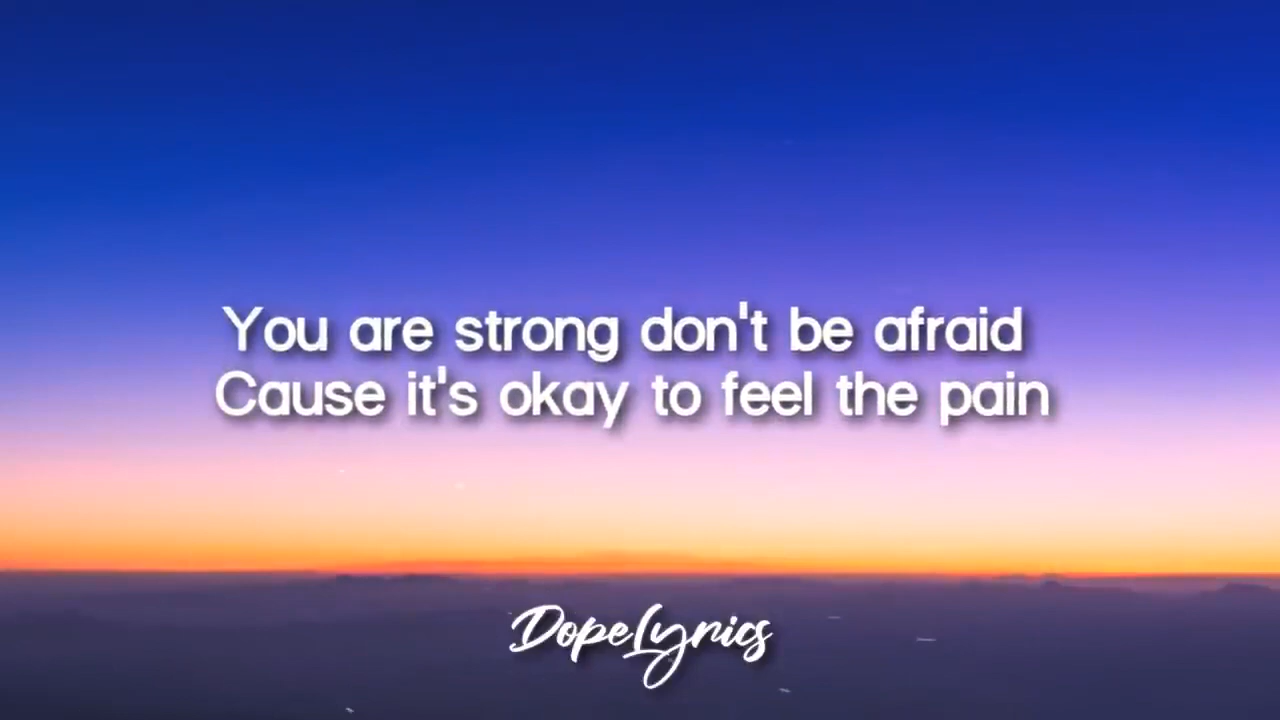 You are strong don't be afraid
Cause it's okay to feel the pain
DopeLyrics